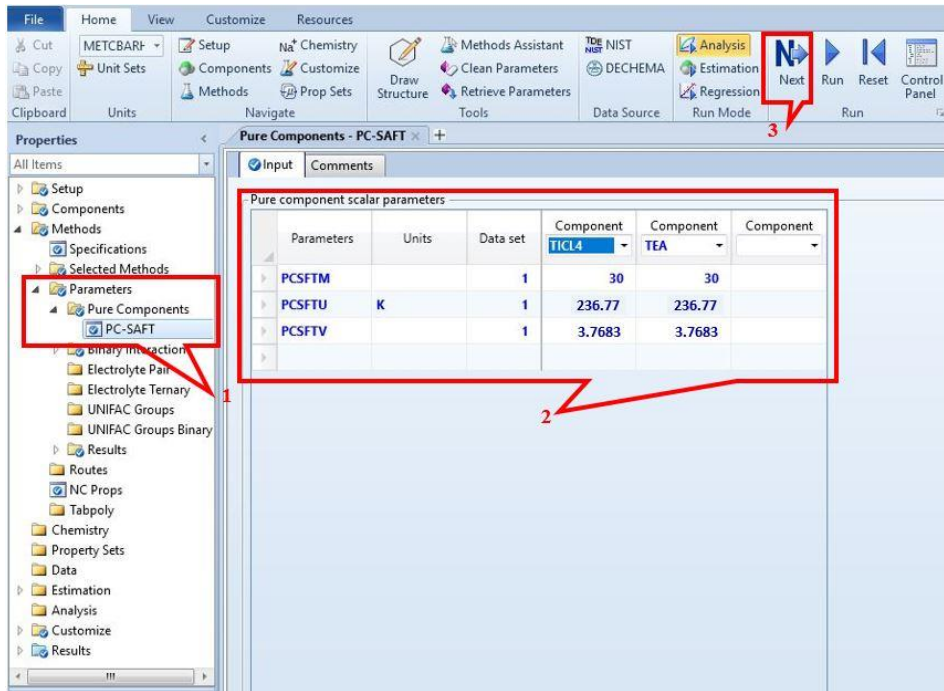 File Home View Customize Resources
Cut METCBARF Setup Na⁺ Chemistry Methods Assistant TDE NIST NIST Analysis
Copy Unit Sets Components Customize Clean Parameters DECHEMA Estimation
Paste Methods Prop Sets Draw Structure Retrieve Parameters Regression N Next Run Reset Control Panel
Clipboard Units Navigate Tools Data Source Run Mode Run
3
Properties < Pure Components - PC-SAFT × +
All Items Input Comments
Setup
Components
Methods
Specifications
Selected Methods
Parameters
Pure Components
PC-SAFT
Binary Interaction
Electrolyte Pair
Electrolyte Ternary
UNIFAC Groups
UNIFAC Groups Binary
Results
Routes
NC Props
Tabpoly
Chemistry
Property Sets
Data
Estimation
Analysis
Customize
Results
1
Pure component scalar parameters
Parameters Units Data set Component Component Component
TICL4 TEA
PCSFTM 1 30 30
PCSFTU K 1 236.77 236.77
PCSFTV 1 3.7683 3.7683
2